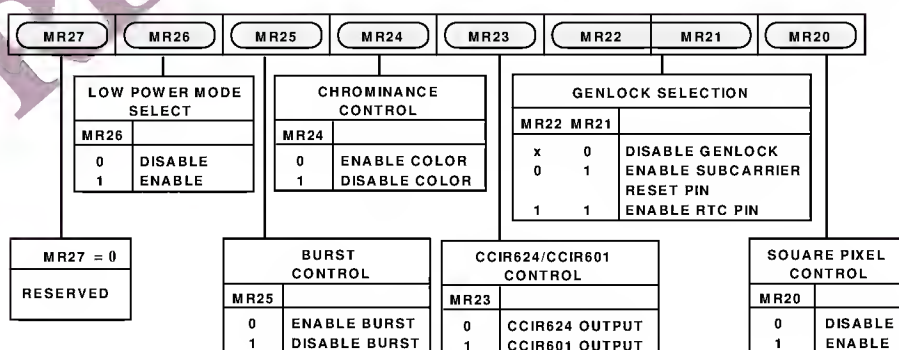 MR27 MR26 MR25 MR24 MR23 MR22 MR21 MR20
LOW POWER MODE
SELECT
MR26
0 DISABLE
1 ENABLE
CHROMINANCE
CONTROL
MR24
0 ENABLE COLOR
1 DISABLE COLOR
GENLOCK SELECTION
MR22 MR21
x 0 DISABLE GENLOCK
0 1 ENABLE SUBCARRIER
RESET PIN
1 1 ENABLE RTC PIN
MR27 = 0
RESERVED
BURST
CONTROL
MR25
0 ENABLE BURST
1 DISABLE BURST
CCIR624/CCIR601
CONTROL
MR23
0 CCIR624 OUTPUT
1 CCIR601 OUTPUT
SQUARE PIXEL
CONTROL
MR20
0 DISABLE
1 ENABLE